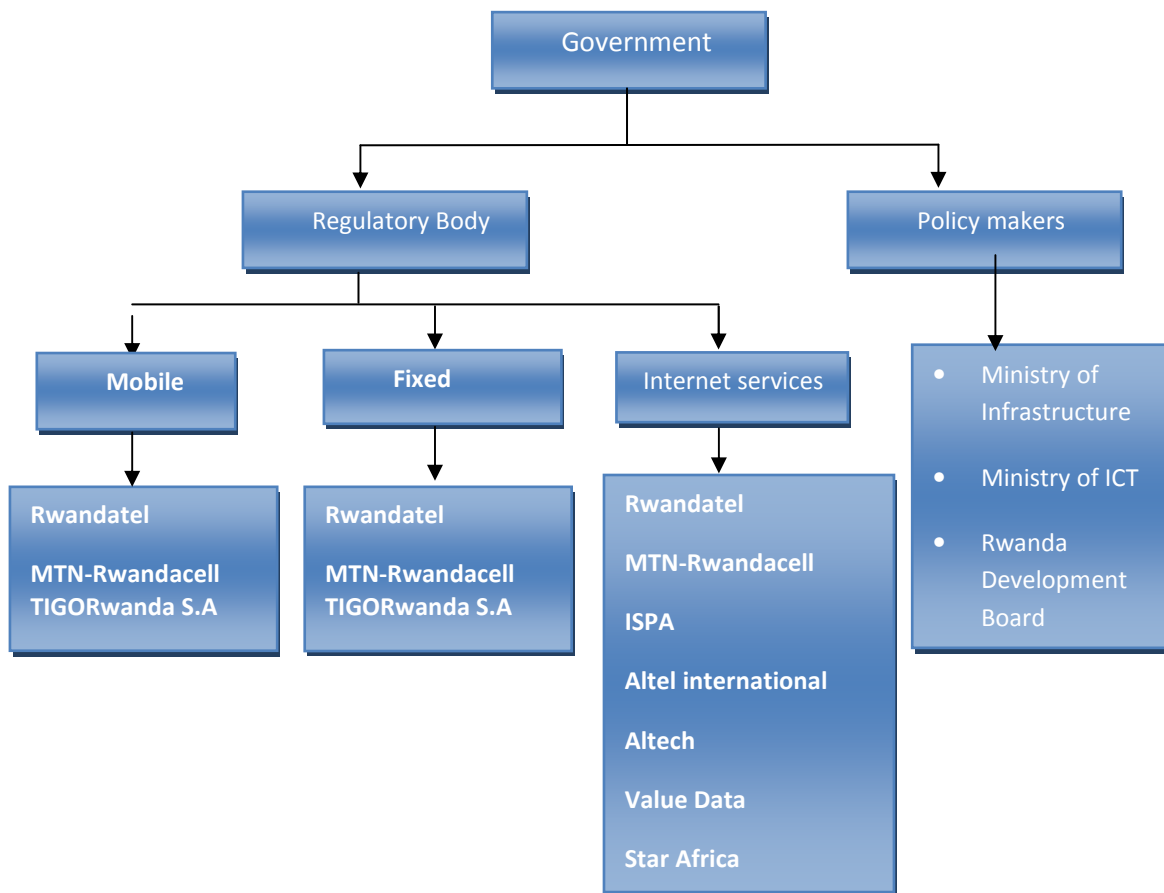 Government
Regulatory Body
Policy makers
Mobile
Fixed
Internet services
Rwandatel
MTN-Rwandacell
TIGORwanda S.A
Rwandatel
MTN-Rwandacell
TIGORwanda S.A
Rwandatel
MTN-Rwandacell
ISPA
Altel international
Altech
Value Data
Star Africa
• Ministry of
Infrastructure
• Ministry of ICT
• Rwanda
Development
Board